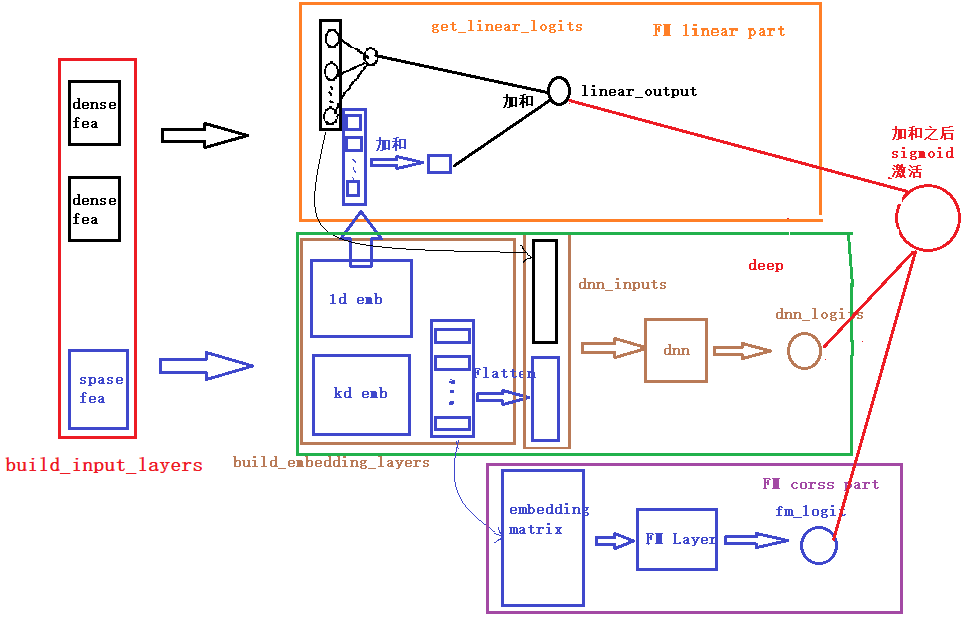 get_linear_logits
FM linear part
dense
fea
加和
linear_output
加和
加和之后
sigmoid
激活
dense
fea
deep
1d emb
dnn_inputs
dnn_logits
dnn
spase
fea
kd emb
Flatten
build_input_layers
build_embedding_layers
FM corss part
embedding
matrix
fm_logit
FM Layer